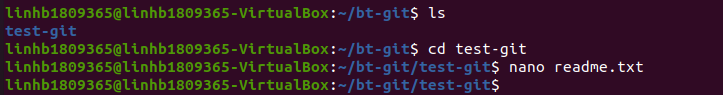 linhb1809365@linhb1809365-VirtualBox:~/bt-git$ ls
test-git
linhb1809365@linhb1809365-VirtualBox:~/bt-git$ cd test-git
linhb1809365@linhb1809365-VirtualBox:~/bt-git/test-git$ nano readme.txt
linhb1809365@linhb1809365-VirtualBox:~/bt-git/test-git$